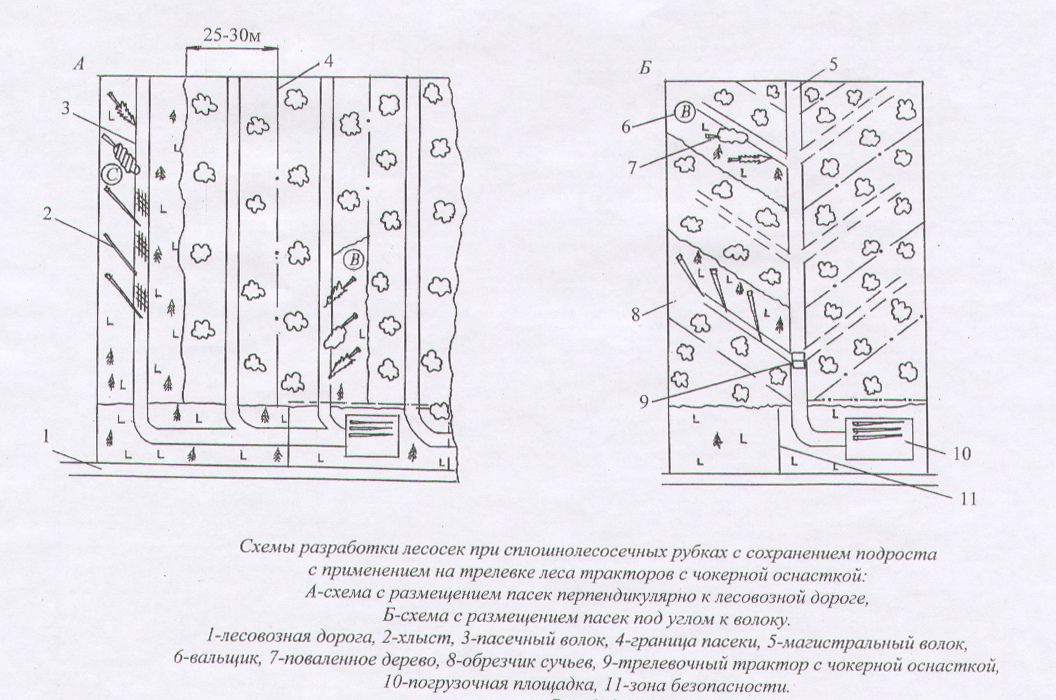 25-30м
А
4
3
С
2
В
1
Б
5
В
6
7
8
9
10
11
Схемы разработки лесосек при сплошнолесосечных рубках с сохранением подроста
с применением на трелевке леса тракторов с чокерной оснасткой:
А-схема с размещением пасек перпендикулярно к лесовозной дороге,
Б-схема с размещением пасек под углом к волоку.
1-лесовозная дорога, 2-хлыст, 3-пасечный волок, 4-граница пасеки, 5-магистральный волок,
6-вальщик, 7-поваленное дерево, 8-обрезчик сучьев, 9-трелевочный трактор с чокерной оснасткой,
10-погрузочная площадка, 11-зона безопасности.